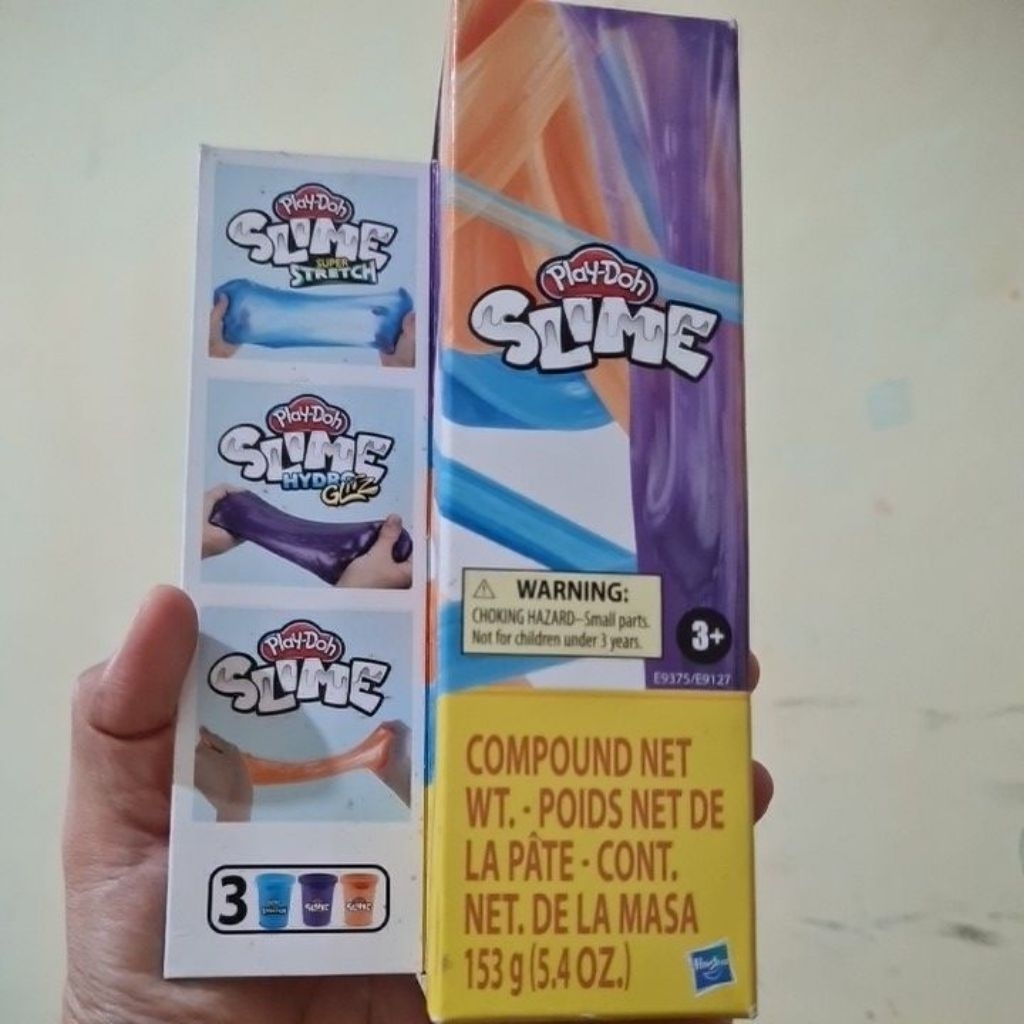 Play-Doh
SLIME
SUPER
STRETCH
Play-Doh
SLIME
HYDRO
GLITZ
Play-Doh
SLIME
3
Play-Doh
SLIME
WARNING:
CHOKING HAZARD–Small parts.
Not for children under 3 years.
3+
E9375/E9127
COMPOUND NET
WT. - POIDS NET DE
LA PÂTE - CONT.
NET. DE LA MASA
153 g (5.4 OZ.)
Hasbro